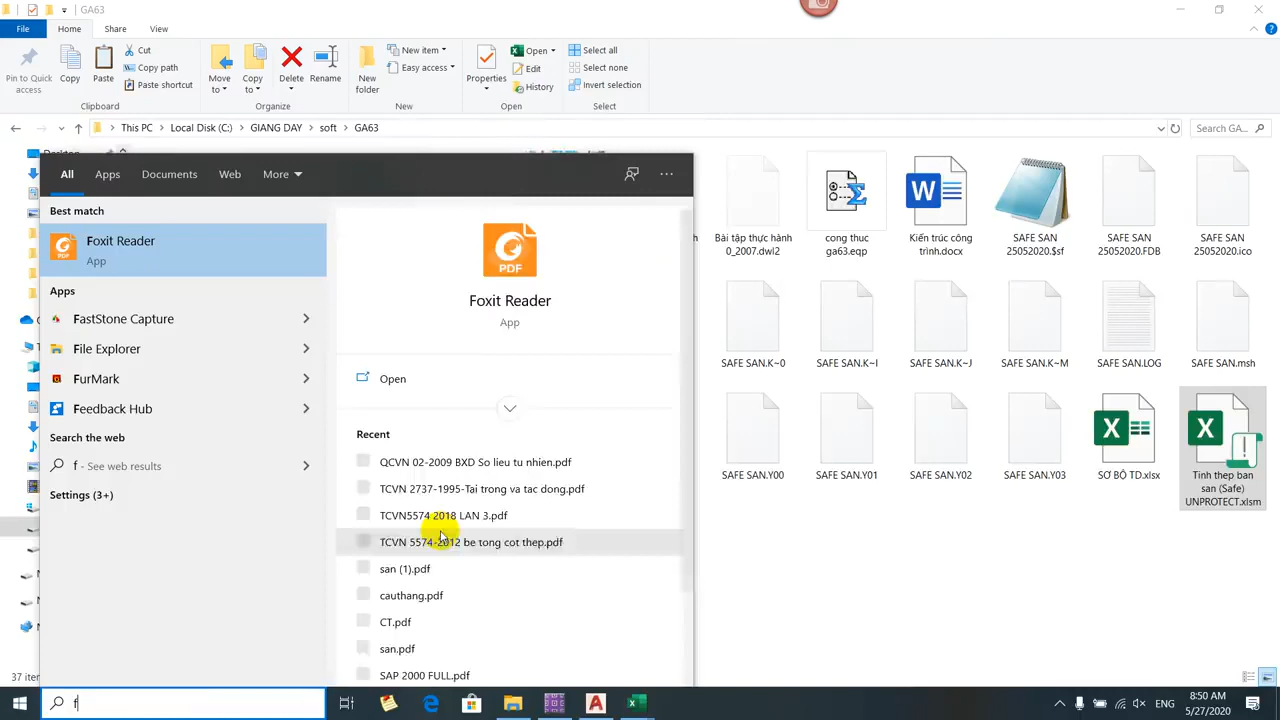 GA63
File
Home
Share
View
Pin to Quick access
Copy
Paste
Cut
Copy path
Paste shortcut
Clipboard
Move to
Copy to
Delete
Rename
Organize
New folder
New item
Easy access
New
Properties
Open
Edit
History
Open
Select all
Select none
Invert selection
Select
This PC
Local Disk (C:)
GIANG DAY
soft
GA63
Search GA...
All
Apps
Documents
Web
More
Best match
Foxit Reader
App
Apps
FastStone Capture
File Explorer
FurMark
Feedback Hub
Search the web
f - See web results
Settings (3+)
PDF
Foxit Reader
App
Open
Recent
QCVN 02-2009 BXD So lieu tu nhien.pdf
TCVN 2737-1995-Tai trong va tac dong.pdf
TCVN5574 2018 LAN 3.pdf
TCVN 5574-2012 be tong cot thep.pdf
san (1).pdf
cauthang.pdf
CT.pdf
san.pdf
SAP 2000 FULL.pdf
Bài tập thực hành
0_2007.dwl2
cong thuc
ga63.eqp
Kiến trúc công
trình.docx
SAFE SAN
25052020.$sf
SAFE SAN
25052020.FDB
SAFE SAN
25052020.ico
SAFE SAN.K~0
SAFE SAN.K~I
SAFE SAN.K~J
SAFE SAN.K~M
SAFE SAN.LOG
SAFE SAN.msh
SAFE SAN.Y00
SAFE SAN.Y01
SAFE SAN.Y02
SAFE SAN.Y03
SƠ BỘ TD.xlsx
Tinh thep ban
san (Safe)
UNPROTECT.xlsm
f
ENG
8:50 AM
5/27/2020